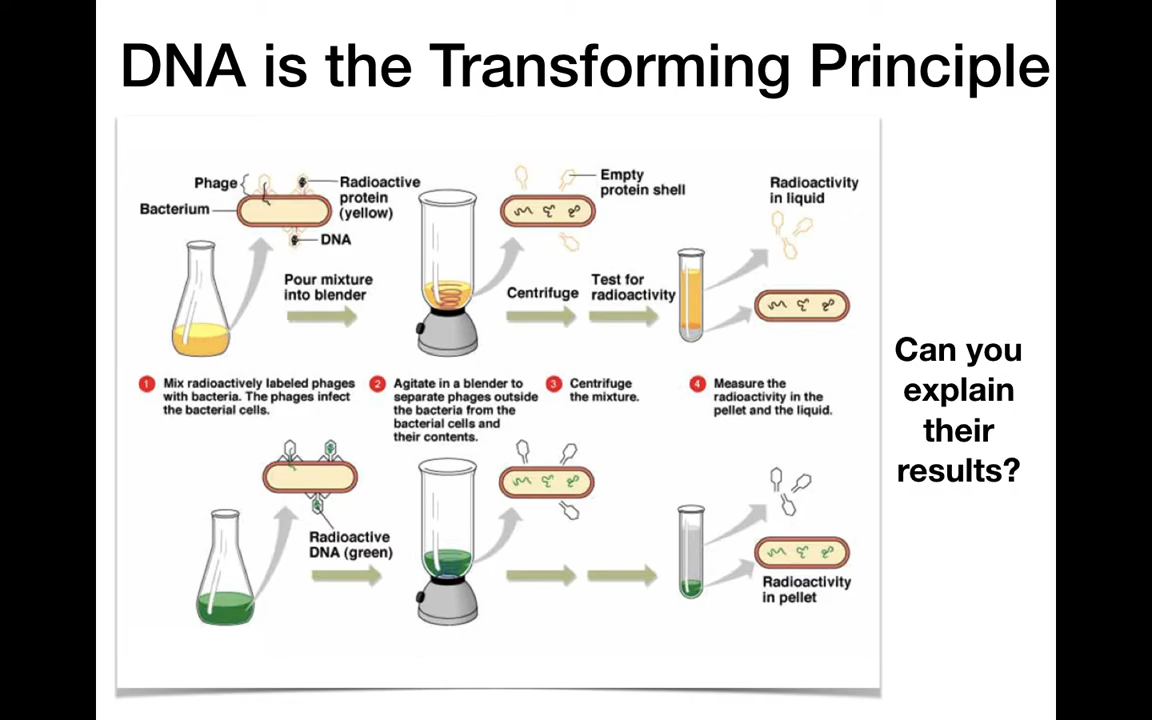 DNA is the Transforming Principle
Phage
Bacterium
Radioactive
protein
(yellow)
DNA
Pour mixture
into blender
Empty
protein shell
Centrifuge
Test for
radioactivity
Radioactivity
in liquid
1 Mix radioactively labeled phages
with bacteria. The phages infect
the bacterial cells.
2 Agitate in a blender to
separate phages outside
the bacteria from the
bacterial cells and
their contents.
3 Centrifuge
the mixture.
4 Measure the
radioactivity in the
pellet and the liquid.
Radioactive
DNA (green)
Radioactivity
in pellet
Can you
explain
their
results?